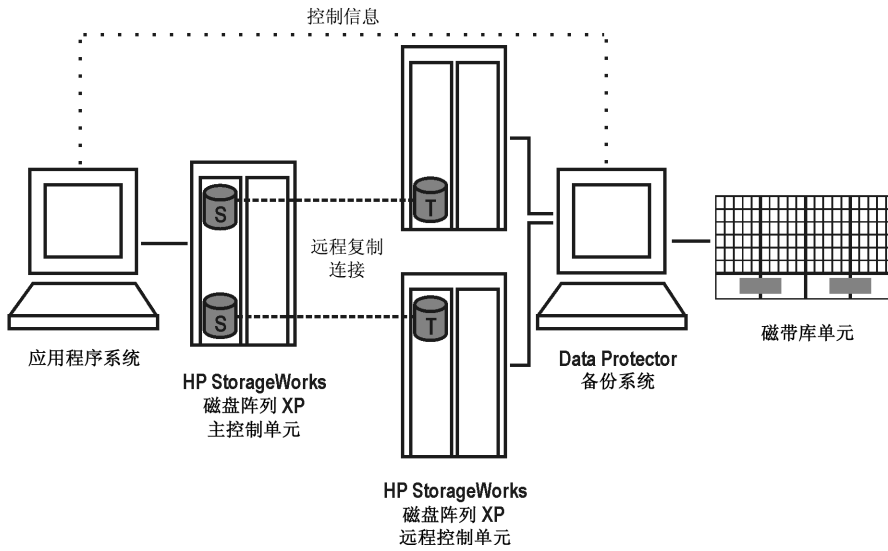 控制信息
S
T
远程复制
连接
S
T
应用程序系统
HP StorageWorks
磁盘阵列 XP
主控制单元
Data Protector
备份系统
磁带库单元
HP StorageWorks
磁盘阵列 XP
远程控制单元